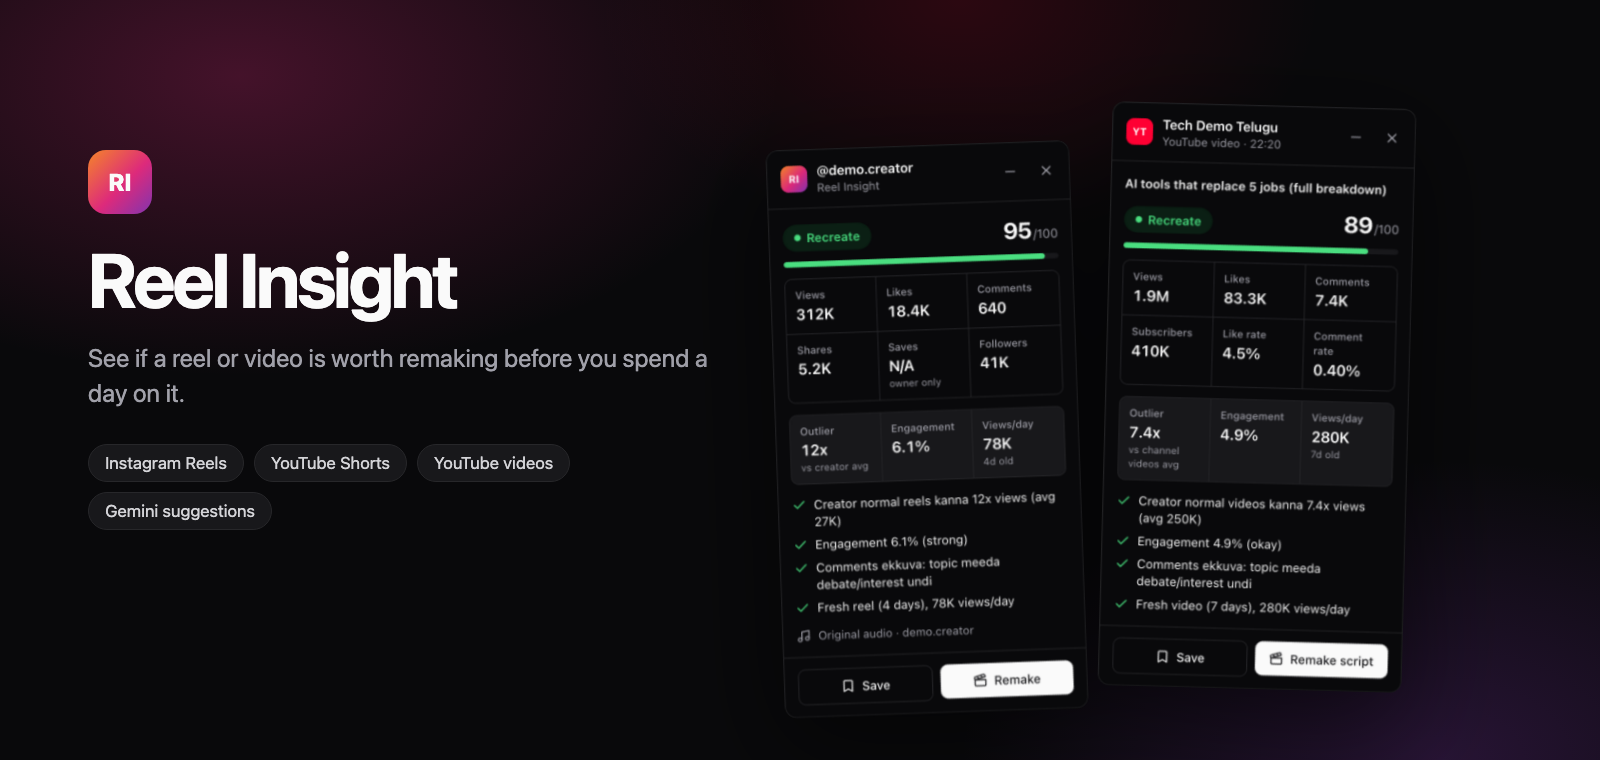 RI
Reel Insight
See if a reel or video is worth remaking before you spend a
day on it.
Instagram Reels
YouTube Shorts
YouTube videos
Gemini suggestions
RI
@demo.creator
Reel Insight
Recreate
95/100
Views
312K
Likes
18.4K
Comments
640
Shares
5.2K
Saves
N/A
owner only
Followers
41K
Outlier
12x
vs creator avg
Engagement
6.1%
Views/day
78K
4d old
Creator normal reels kanna 12x views (avg
27K)
Engagement 6.1% (strong)
Comments ekkuva: topic meeda
debate/interest undi
Fresh reel (4 days), 78K views/day
Original audio · demo.creator
Save
Remake
YT
Tech Demo Telugu
YouTube video · 22:20
AI tools that replace 5 jobs (full breakdown)
Recreate
89/100
Views
1.9M
Likes
83.3K
Comments
7.4K
Subscribers
410K
Like rate
4.5%
Comment
rate
0.40%
Outlier
7.4x
vs channel
videos avg
Engagement
4.9%
Views/day
280K
7d old
Creator normal videos kanna 7.4x views
(avg 250K)
Engagement 4.9% (okay)
Comments ekkuva: topic meeda
debate/interest undi
Fresh video (7 days), 280K views/day
Save
Remake script